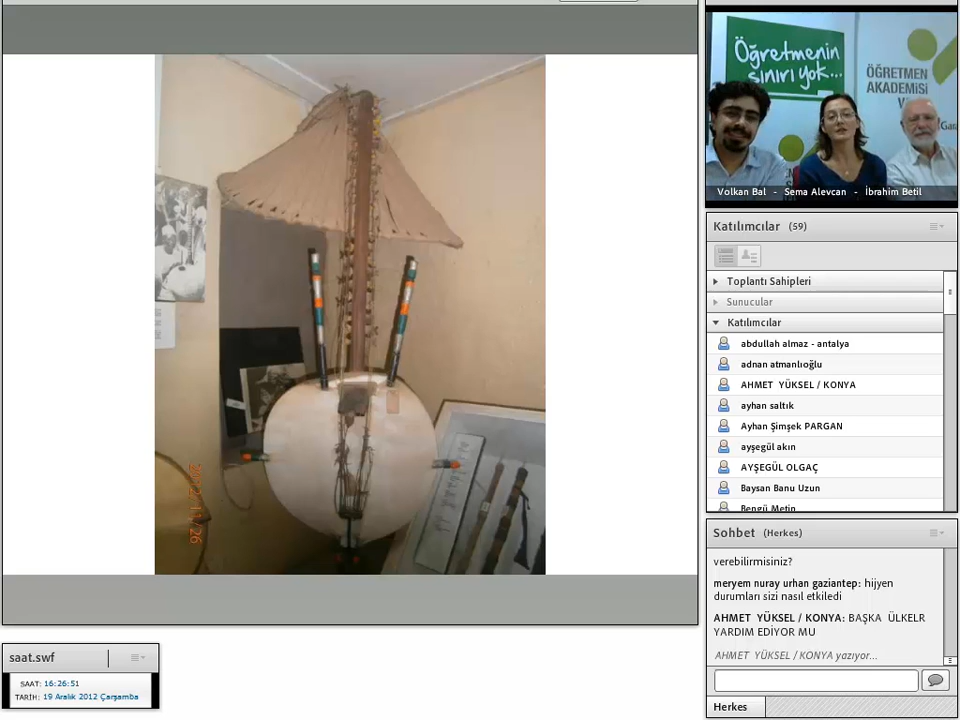 2012/11/26
Öğretmenin
sınırı yok...
ÖĞRETMEN
AKADEMİSİ
Volkan Bal - Sema Alevcan - İbrahim Betil
Katılımcılar (59)
Toplantı Sahipleri
Sunucular
Katılımcılar
abdullah almaz - antalya
adnan atmanlıoğlu
AHMET YÜKSEL / KONYA
ayhan saltık
Ayhan Şimşek PARGAN
ayşegül akın
AYŞEGÜL OLGAÇ
Baysan Banu Uzun
Bengü Metin
Sohbet (Herkes)
verebilirmisiniz?
meryem nuray urhan gaziantep: hijyen
durumları sizi nasıl etkiledi
AHMET YÜKSEL / KONYA: BAŞKA ÜLKELR
YARDIM EDİYOR MU
AHMET YÜKSEL / KONYA yazıyor...
Herkes
saat.swf
SAAT: 16:26:51
TARİH: 19 Aralık 2012 Çarşamba